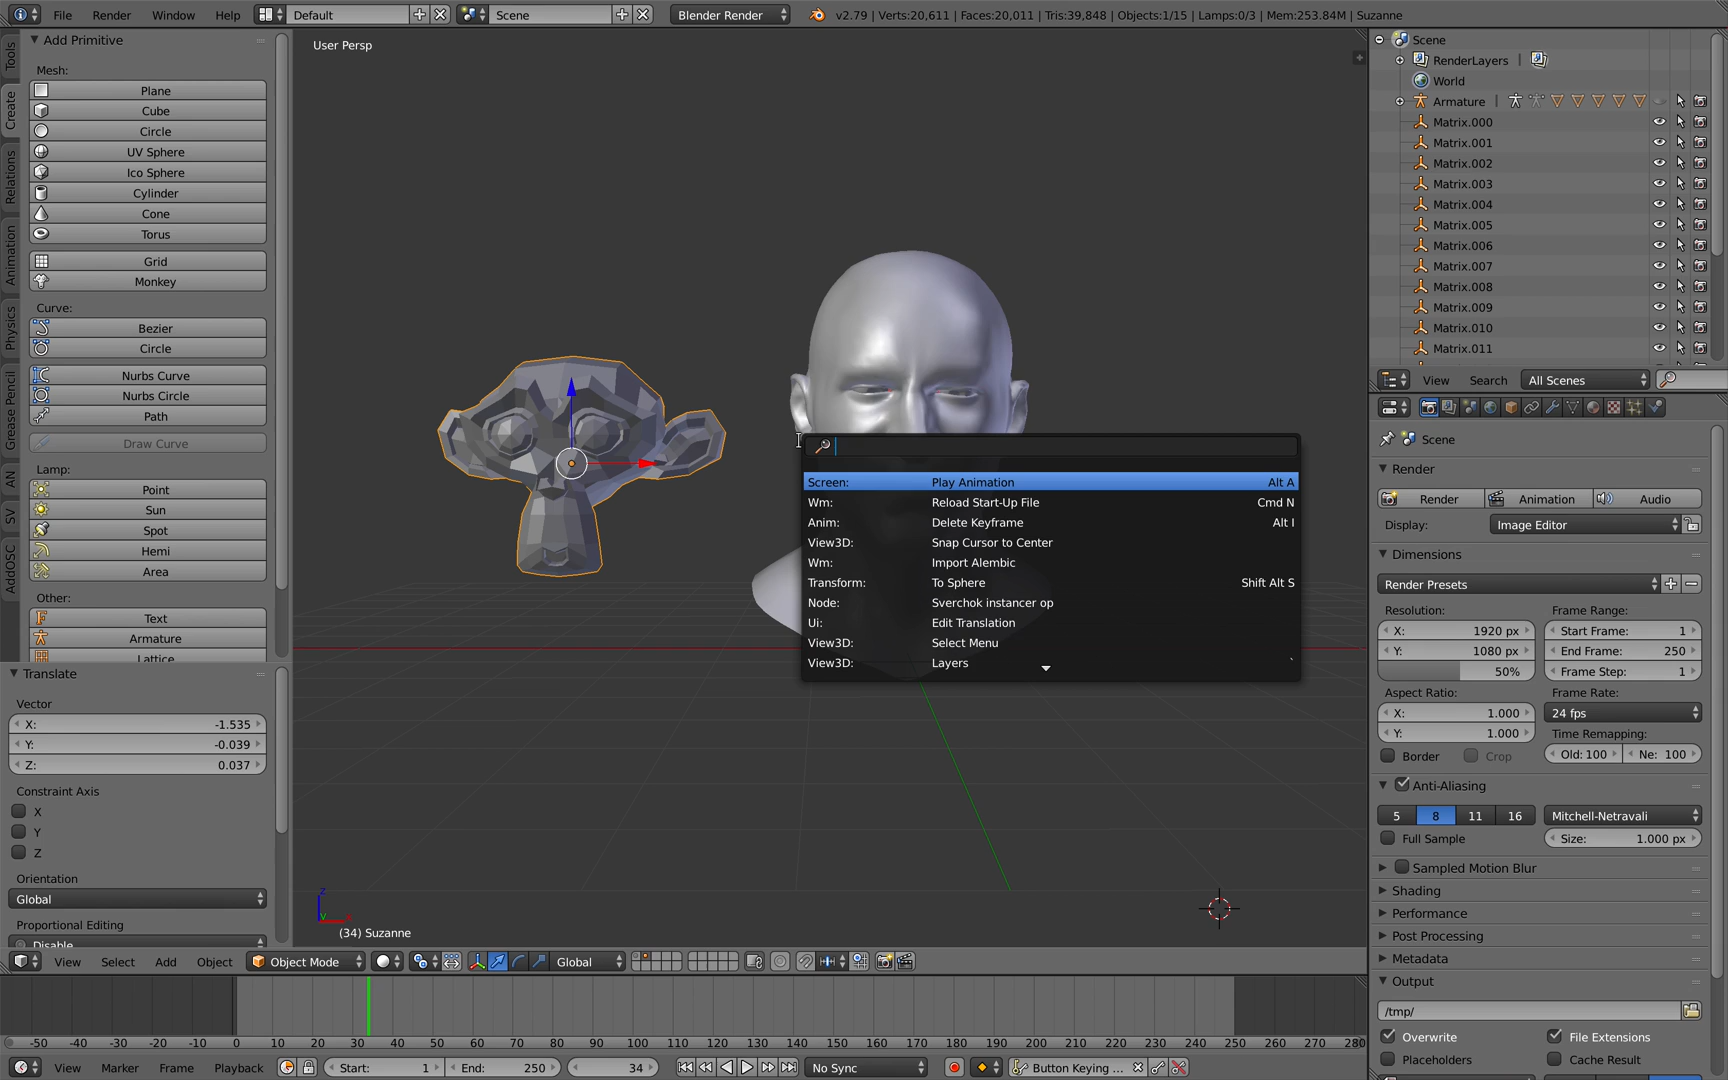 File Render Window Help Default Scene Blender Render v2.79 | Verts:20,611 | Faces:20,011 | Tris:39,848 | Objects:1/15 | Lamps:0/3 | Mem:253.84M | Suzanne
Tools
Create
Relations
Animation
Physics
Grease Pencil
AN
SV
AddOSC
Add Primitive
Mesh:
Plane
Cube
Circle
UV Sphere
Ico Sphere
Cylinder
Cone
Torus
Grid
Monkey
Curve:
Bezier
Circle
Nurbs Curve
Nurbs Circle
Path
Draw Curve
Lamp:
Point
Sun
Spot
Hemi
Area
Other:
Text
Armature
Lattice
Translate
Vector
X: -1.535
Y: -0.039
Z: 0.037
Constraint Axis
X
Y
Z
Orientation
Global
Proportional Editing
Disable
User Persp
Screen: Play Animation Alt A
Wm: Reload Start-Up File Cmd N
Anim: Delete Keyframe Alt I
View3D: Snap Cursor to Center
Wm: Import Alembic
Transform: To Sphere Shift Alt S
Node: Sverchok instancer op
Ui: Edit Translation
View3D: Select Menu
View3D: Layers `
z
y
x
(34) Suzanne
View Select Add Object Object Mode Global
-50 -40 -30 -20 -10 0 10 20 30 40 50 60 70 80 90 100 110 120 130 140 150 160 170 180 190 200 210 220 230 240 250 260 270 280
View Marker Frame Playback Start: 1 End: 250 34 No Sync Button Keying ...
Scene
RenderLayers |
World
Armature |
Matrix.000
Matrix.001
Matrix.002
Matrix.003
Matrix.004
Matrix.005
Matrix.006
Matrix.007
Matrix.008
Matrix.009
Matrix.010
Matrix.011
View Search All Scenes
Scene
Render
Render Animation Audio
Display: Image Editor
Dimensions
Render Presets
Resolution: Frame Range:
X: 1920 px Start Frame: 1
Y: 1080 px End Frame: 250
50% Frame Step: 1
Aspect Ratio: Frame Rate:
X: 1.000 24 fps
Y: 1.000 Time Remapping:
Border Crop Old: 100 Ne: 100
Anti-Aliasing
5 8 11 16 Mitchell-Netravali
Full Sample Size: 1.000 px
Sampled Motion Blur
Shading
Performance
Post Processing
Metadata
Output
/tmp/
Overwrite File Extensions
Placeholders Cache Result